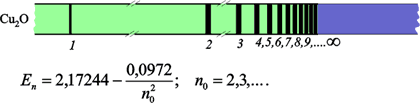 Cu₂O
1 2 3 4,5,6,7,8,9,....∞
Eₙ = 2,17244 − 0,0972/n₀²; n₀ = 2,3,....